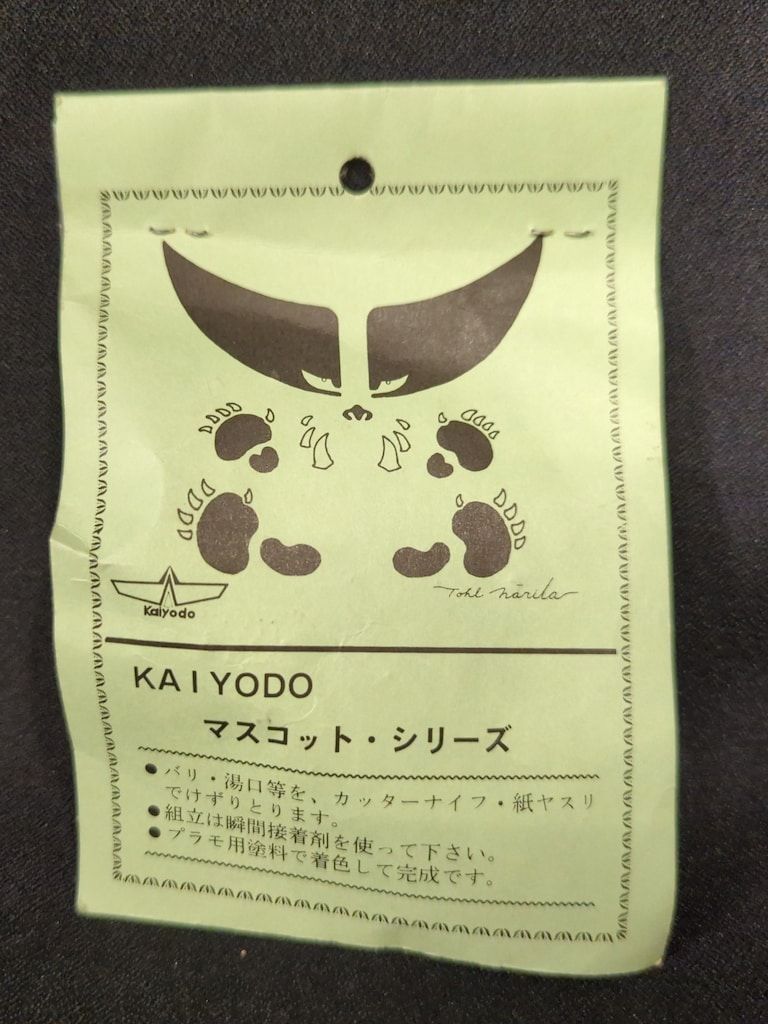 Kaiyodo
Tohl Narita
KAIYODO
マスコット・シリーズ
●バリ・湯口等を、カッターナイフ・紙ヤスリ
でけずりとります。
●組立は瞬間接着剤を使って下さい。
●プラモ用塗料で着色して完成です。